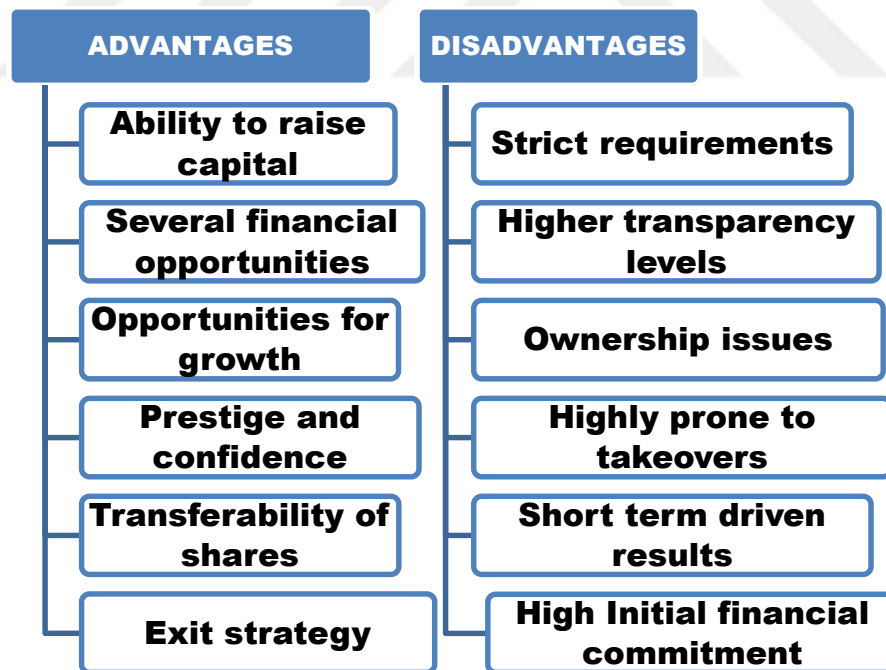 ADVANTAGES
Ability to raise
capital
Several financial
opportunities
Opportunities for
growth
Prestige and
confidence
Transferability of
shares
Exit strategy
DISADVANTAGES
Strict requirements
Higher transparency
levels
Ownership issues
Highly prone to
takeovers
Short term driven
results
High Initial financial
commitment